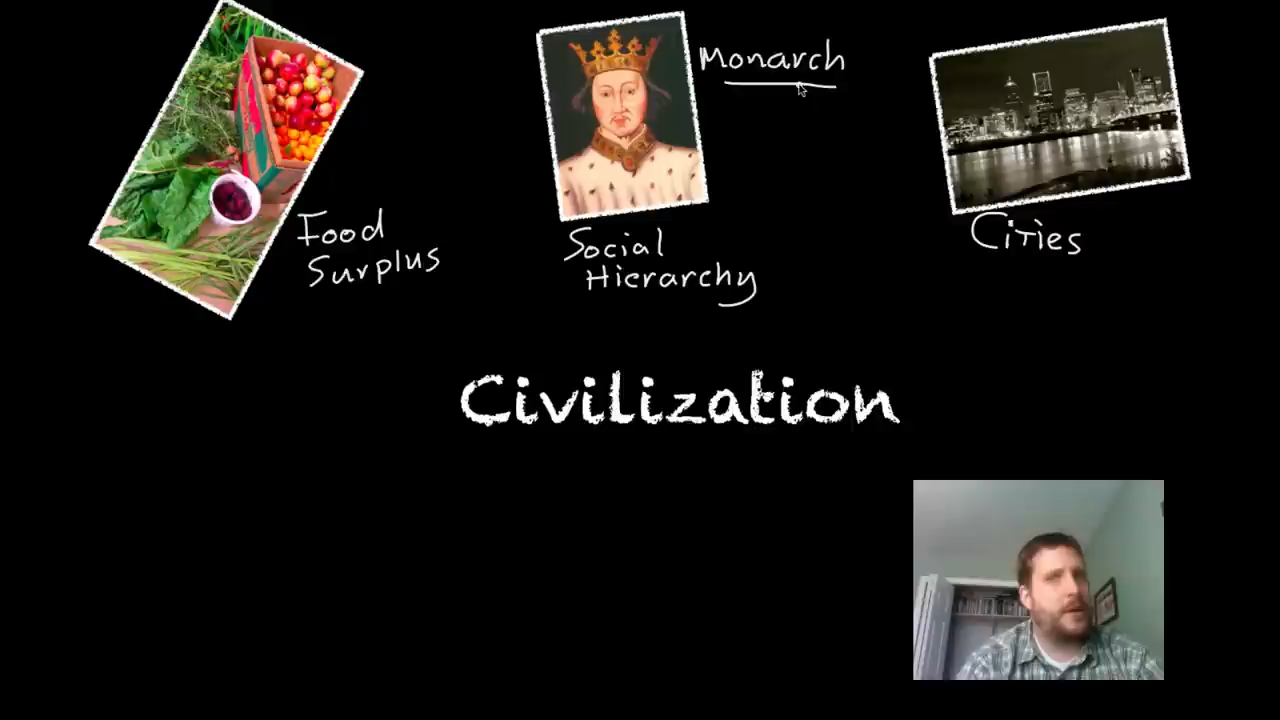 Monarch
Food
Surplus
Social
Hierarchy
Cities
Civilization